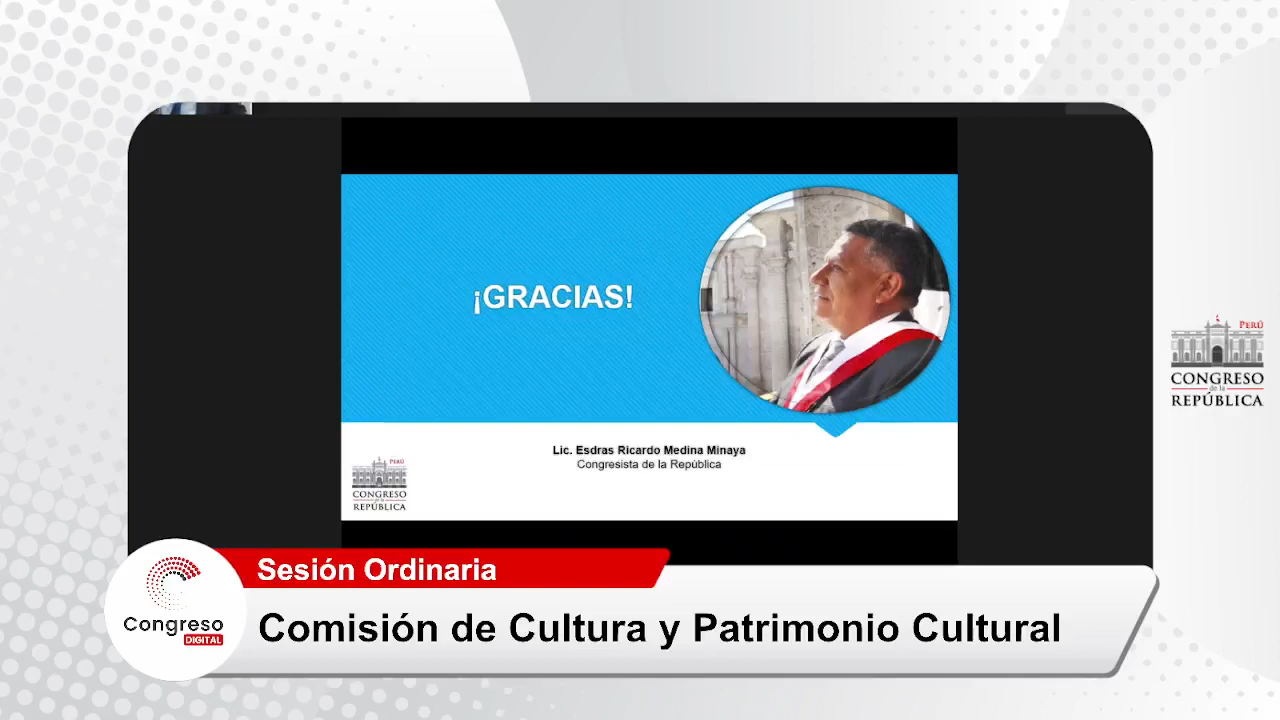 ¡GRACIAS!
Lic. Esdras Ricardo Medina Minaya
Congresista de la República
PERÚ
CONGRESO
de la
REPÚBLICA
PERÚ
CONGRESO
de la
REPÚBLICA
Sesión Ordinaria
Comisión de Cultura y Patrimonio Cultural
Congreso
DIGITAL